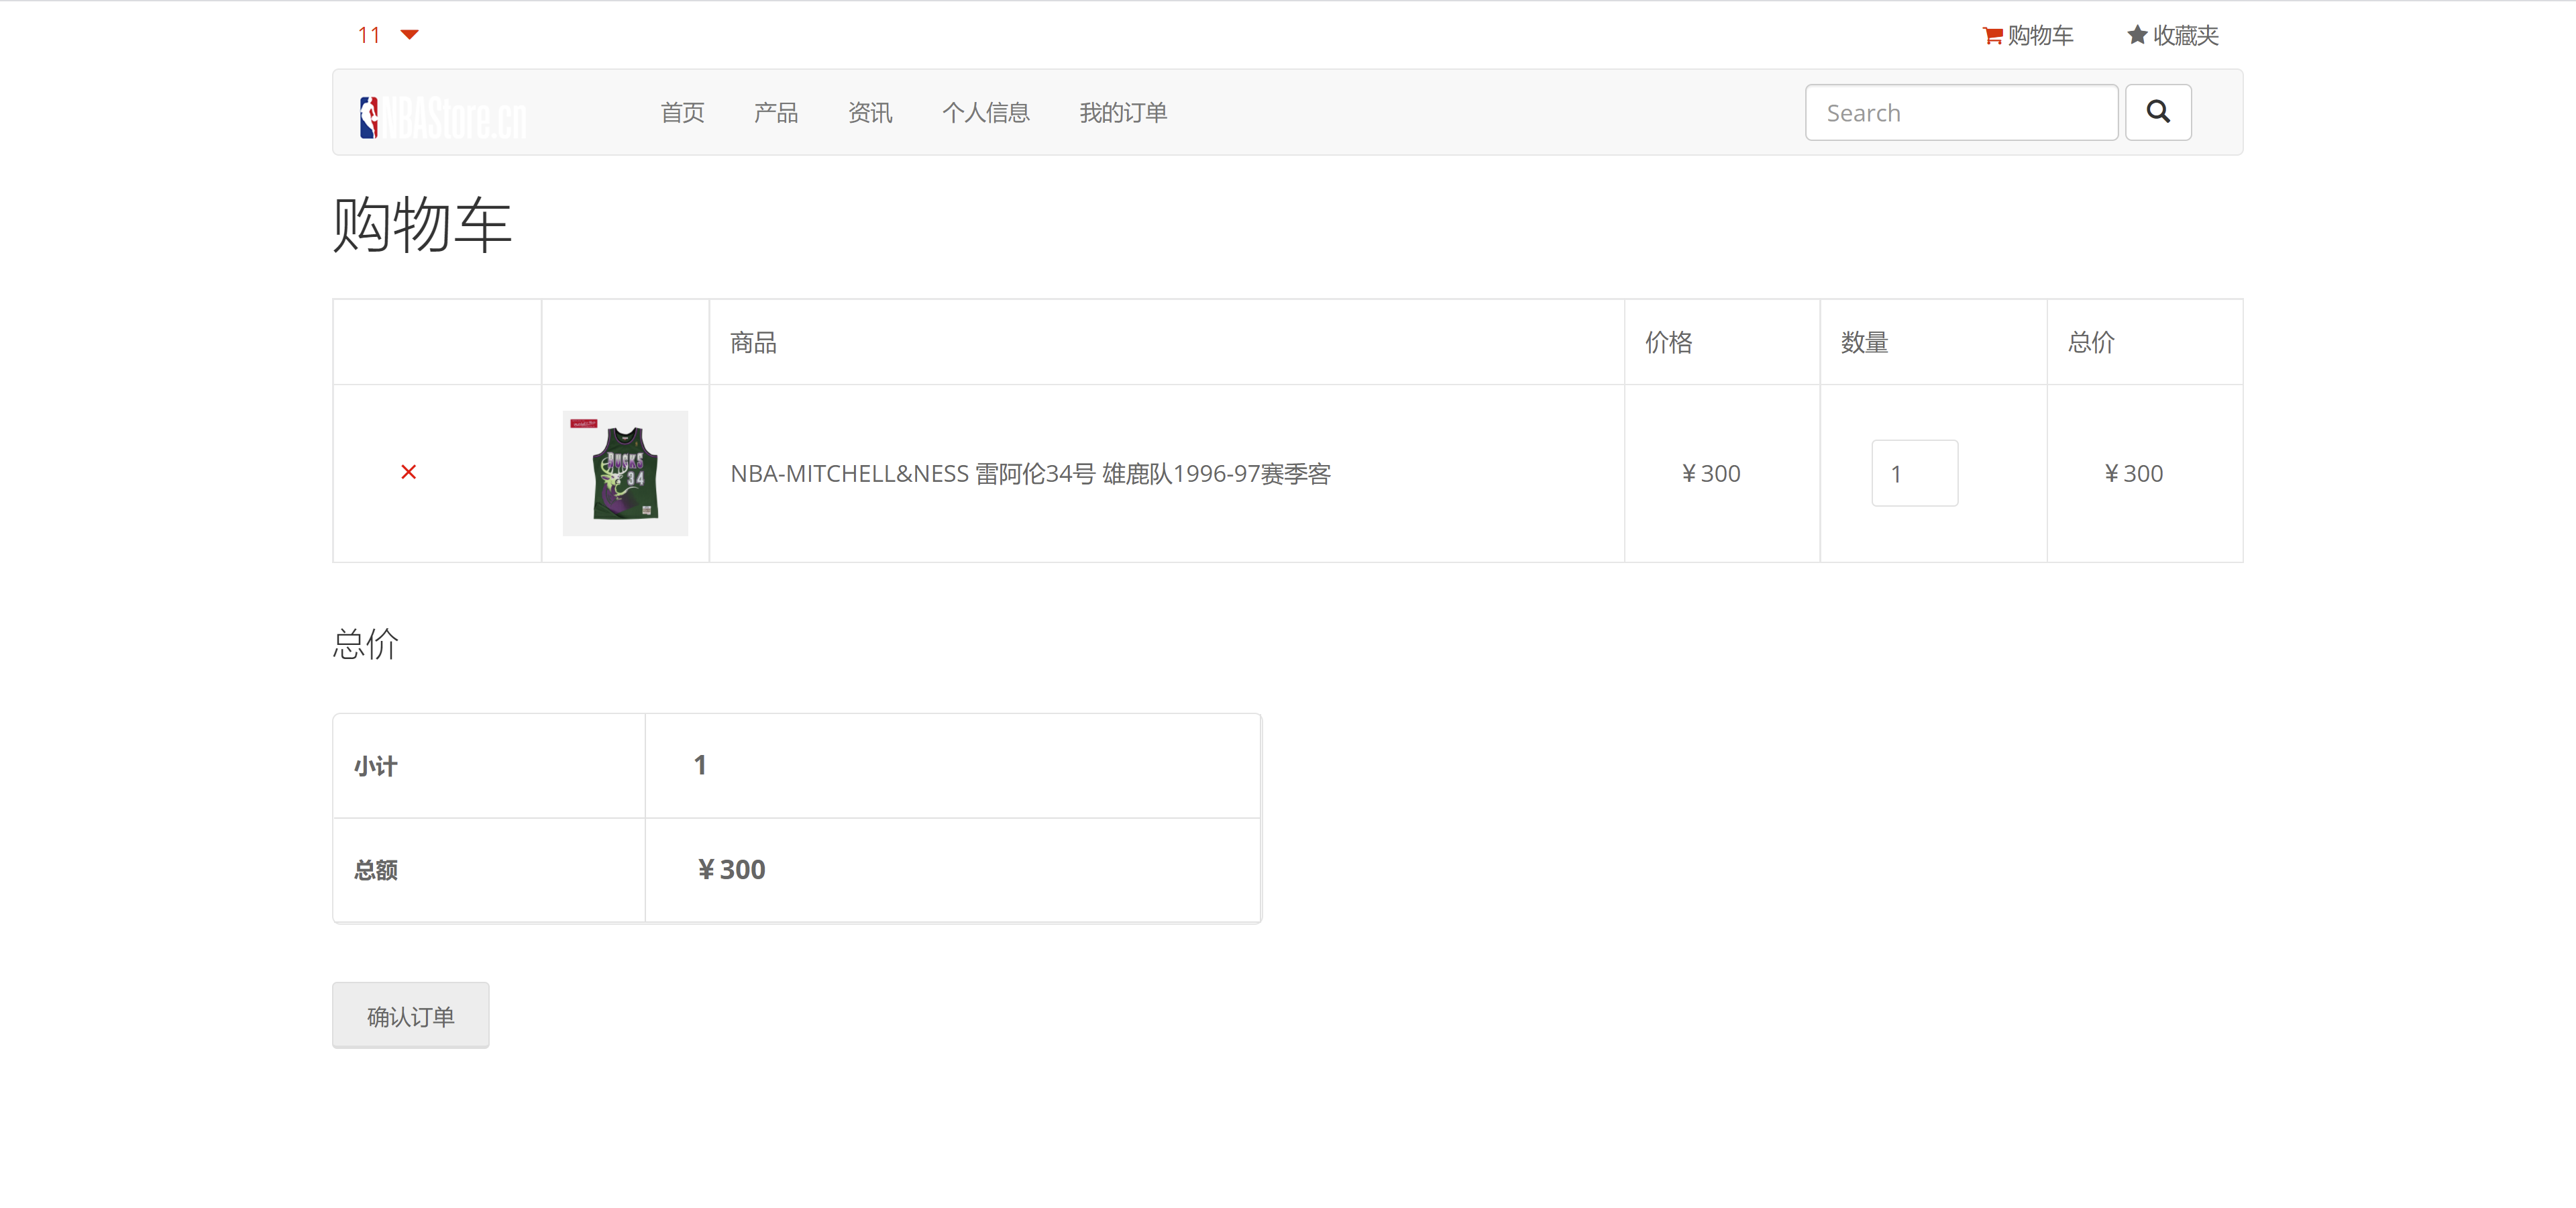 11
购物车
收藏夹
NBAStore.cn
首页 产品 资讯 个人信息 我的订单
Search
购物车
商品 价格 数量 总价
BUCKS
34
NBA-MITCHELL&NESS 雷阿伦34号 雄鹿队1996-97赛季客 ¥300 1 ¥300
总价
小计 1
总额 ¥300
确认订单